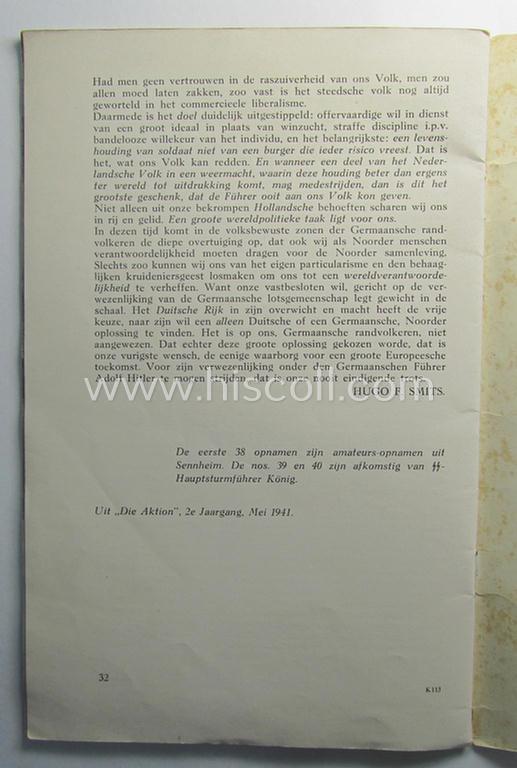 Had men geen vertrouwen in de raszuiverheid van ons Volk, men zou
allen moed laten zakken, zoo vast is het steedsche volk nog altijd
geworteld in het commercieele liberalisme.
Daarmede is het doel duidelijk uitgestippeld: offervaardige wil in dienst
van een groot ideaal in plaats van winzucht, straffe discipline i.p.v.
bandelooze willekeur van het individu, en het belangrijkste: een levens-
houding van soldaat niet van een burger die ieder risico vreest. Dat is
het, wat ons Volk kan redden. En wanneer een deel van het Neder-
landsche Volk in een weermacht, waarin deze houding beter dan ergens
ter wereld tot uitdrukking komt, mag medestrijden, dan is dit het
grootste geschenk, dat de Führer ooit aan ons Volk kon geven.
Niet alleen uit onze bekrompen Hollandsche behoeften scharen wij ons
in rij en gelid. Een groote wereldpolitieke taak ligt voor ons.
In dezen tijd komt in de volksbewuste zonen der Germaansche rand-
volkeren de diepe overtuiging op, dat ook wij als Noorder menschen
verantwoordelijkheid moeten dragen voor de Noorder samenleving.
Slechts zoo kunnen wij ons van het eigen particularisme en den behaag-
lijken kruideniersgeest losmaken om ons tot een wereldverantwoorde-
lijkheid te verheffen. Want onze vastbesloten wil, gericht op de ver-
wezenlijking van de Germaansche lotsgemeenschap legt gewicht in de
schaal. Het Duitsche Rijk in zijn overwicht en macht heeft de vrije
keuze, naar zijn wil een alleen Duitsche of een Germaansche, Noorder
oplossing te vinden. Het is op ons, Germaansche randvolkeren, niet
aangewezen. Dat echter deze groote oplossing gekozen worde, dat is
onze vurigste wensch, de eenige waarborg voor een groote Europeesche
toekomst. Voor zijn verwezenlijking onder den Germaanschen Führer
Adolf Hitler te mogen strijden, dat is onze nooit eindigende trots.
HUGO F. SMITS.
www.hiscoll.com
De eerste 38 opnamen zijn amateurs-opnamen uit
Sennheim. De nos. 39 en 40 zijn afkomstig van ᛋᛋ-
Hauptsturmführer König.
Uit „Die Aktion", 2e Jaargang, Mei 1941.
32
K 113